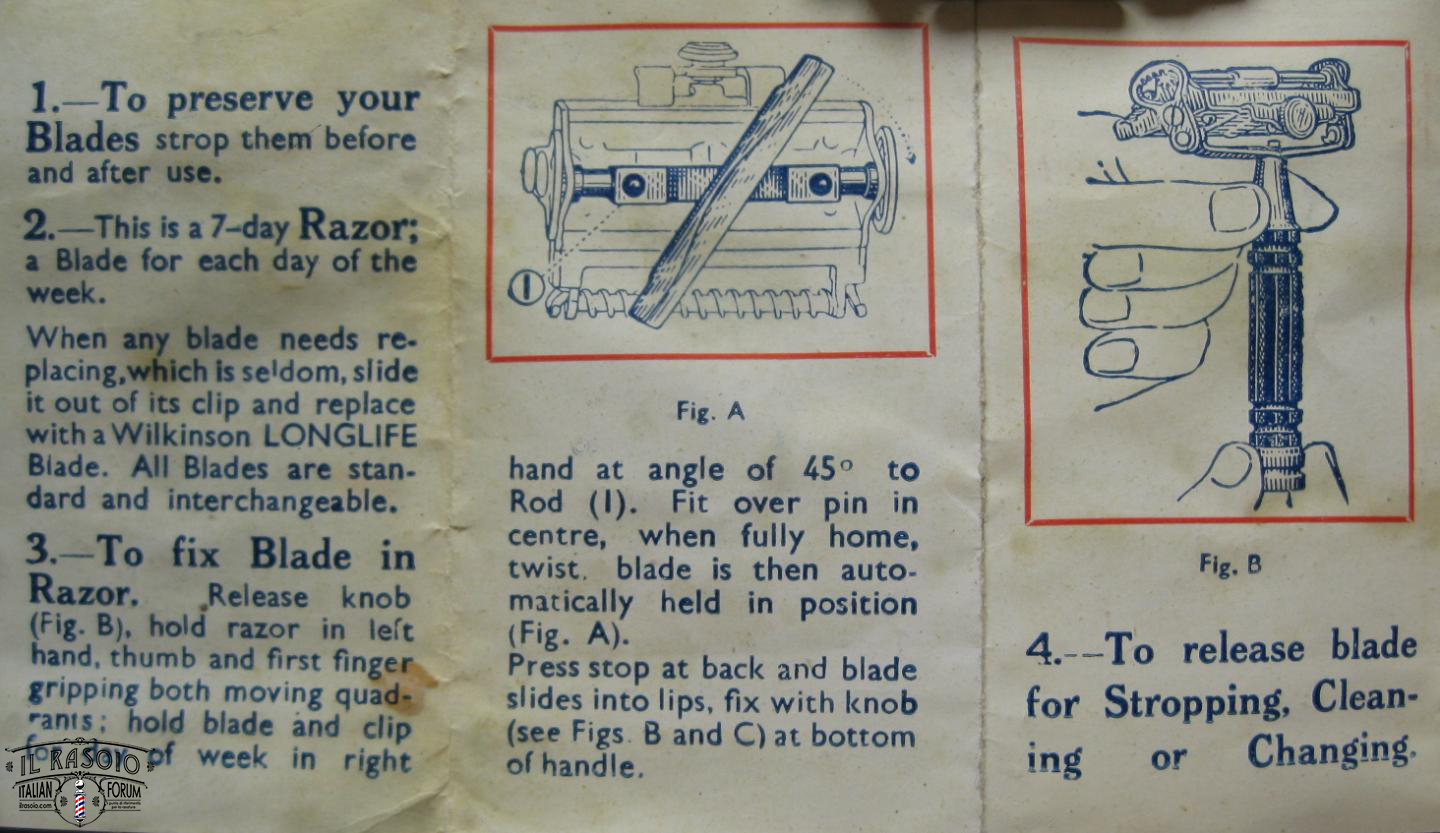 1.—To preserve your
Blades strop them before
and after use.
2.—This is a 7-day Razor;
a Blade for each day of the
week.
When any blade needs re-
placing, which is seldom, slide
it out of its clip and replace
with a Wilkinson LONGLIFE
Blade. All Blades are stan-
dard and interchangeable.
3.—To fix Blade in
Razor. Release knob
(Fig. B), hold razor in left
hand, thumb and first finger
gripping both moving quad-
rants; hold blade and clip
for day of week in right
1
Fig. A
hand at angle of 45° to
Rod (1). Fit over pin in
centre, when fully home,
twist. blade is then auto-
matically held in position
(Fig. A).
Press stop at back and blade
slides into lips, fix with knob
(see Figs. B and C) at bottom
of handle.
Fig. B
4.--—To release blade
for Stropping, Clean-
ing or Changing.
IL RASOIO
ITALIAN FORUM
ilrasoio.com